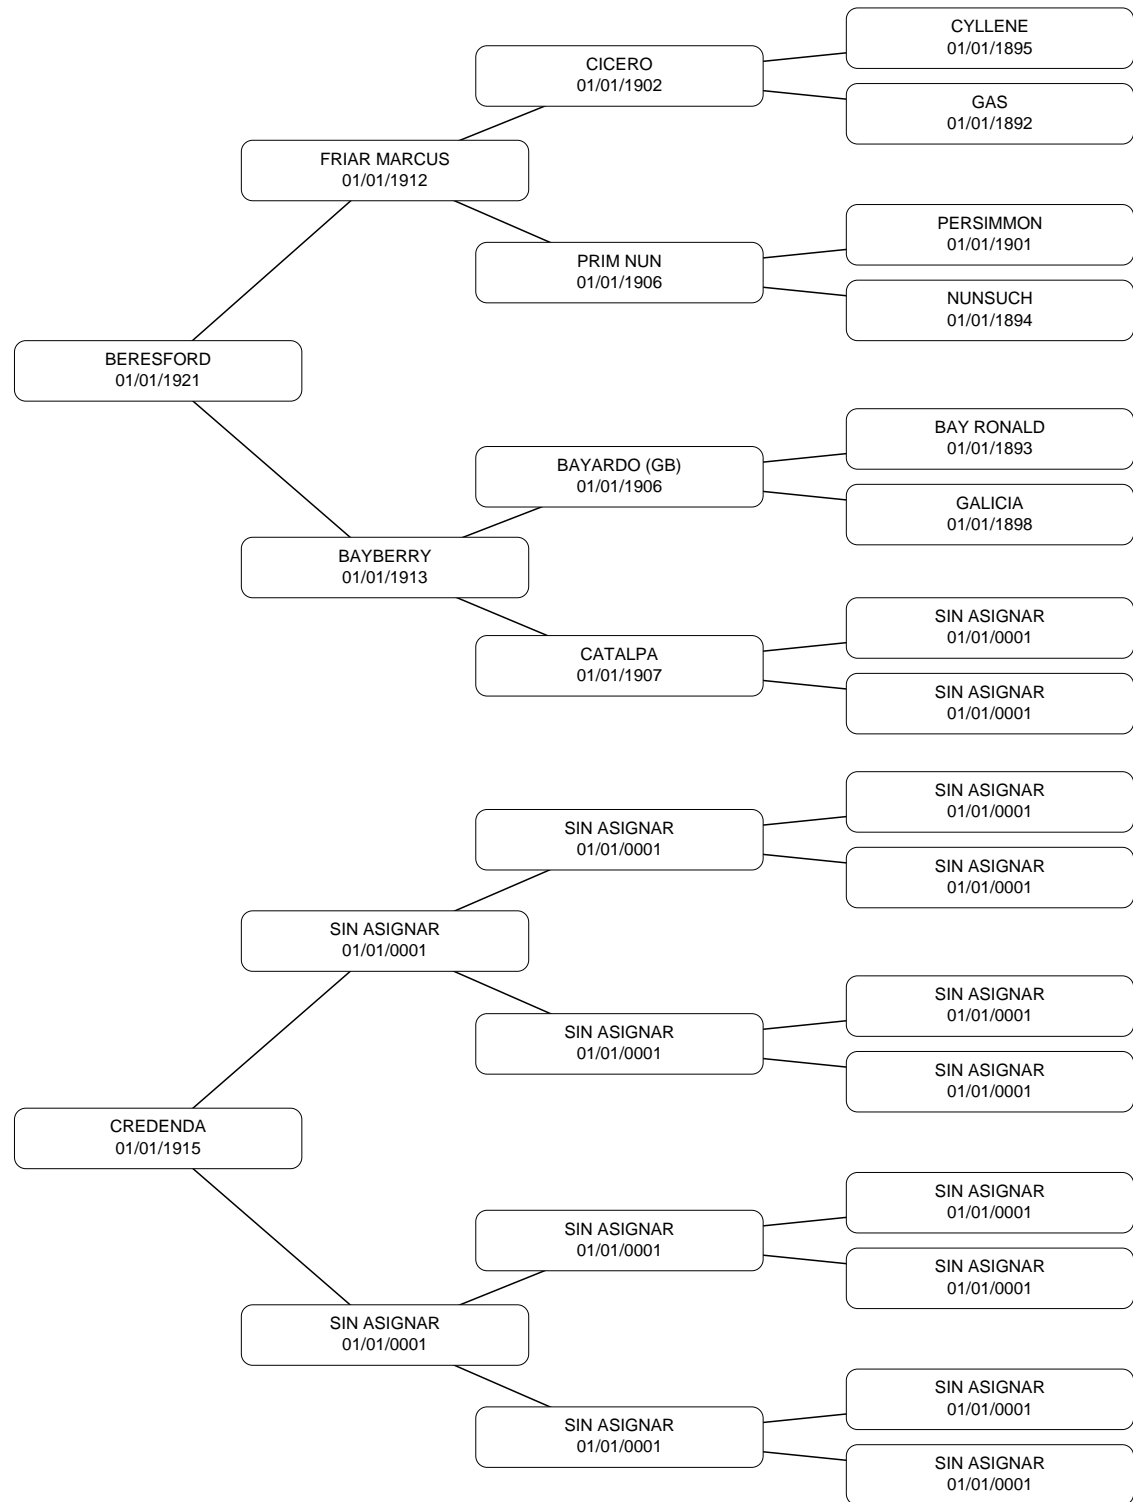 CYLLENE
01/01/1895
CICERO
01/01/1902
GAS
01/01/1892
FRIAR MARCUS
01/01/1912
PERSIMMON
01/01/1901
PRIM NUN
01/01/1906
NUNSUCH
01/01/1894
BERESFORD
01/01/1921
BAY RONALD
01/01/1893
BAYARDO (GB)
01/01/1906
GALICIA
01/01/1898
BAYBERRY
01/01/1913
SIN ASIGNAR
01/01/0001
CATALPA
01/01/1907
SIN ASIGNAR
01/01/0001
SIN ASIGNAR
01/01/0001
SIN ASIGNAR
01/01/0001
SIN ASIGNAR
01/01/0001
SIN ASIGNAR
01/01/0001
SIN ASIGNAR
01/01/0001
SIN ASIGNAR
01/01/0001
SIN ASIGNAR
01/01/0001
CREDENDA
01/01/1915
SIN ASIGNAR
01/01/0001
SIN ASIGNAR
01/01/0001
SIN ASIGNAR
01/01/0001
SIN ASIGNAR
01/01/0001
SIN ASIGNAR
01/01/0001
SIN ASIGNAR
01/01/0001
SIN ASIGNAR
01/01/0001